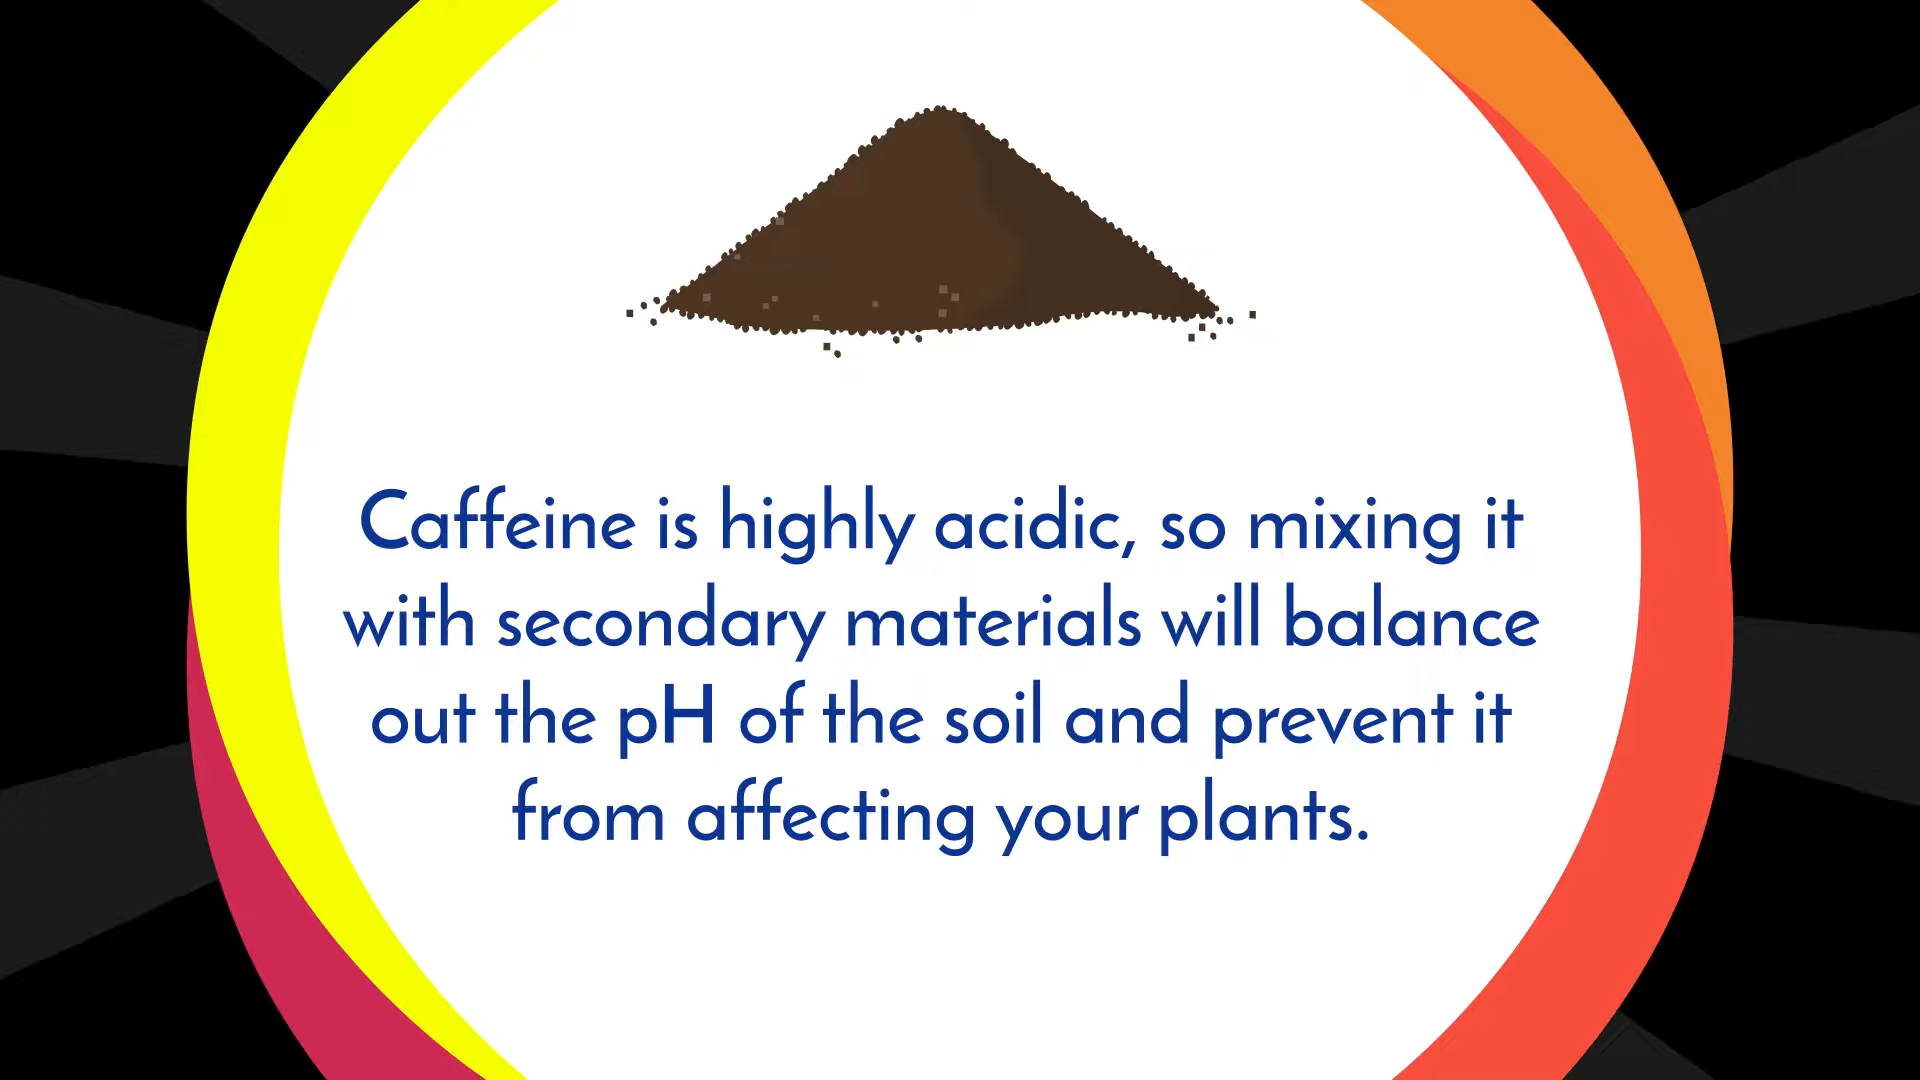 Caffeine is highly acidic, so mixing it
with secondary materials will balance
out the pH of the soil and prevent it
from affecting your plants.